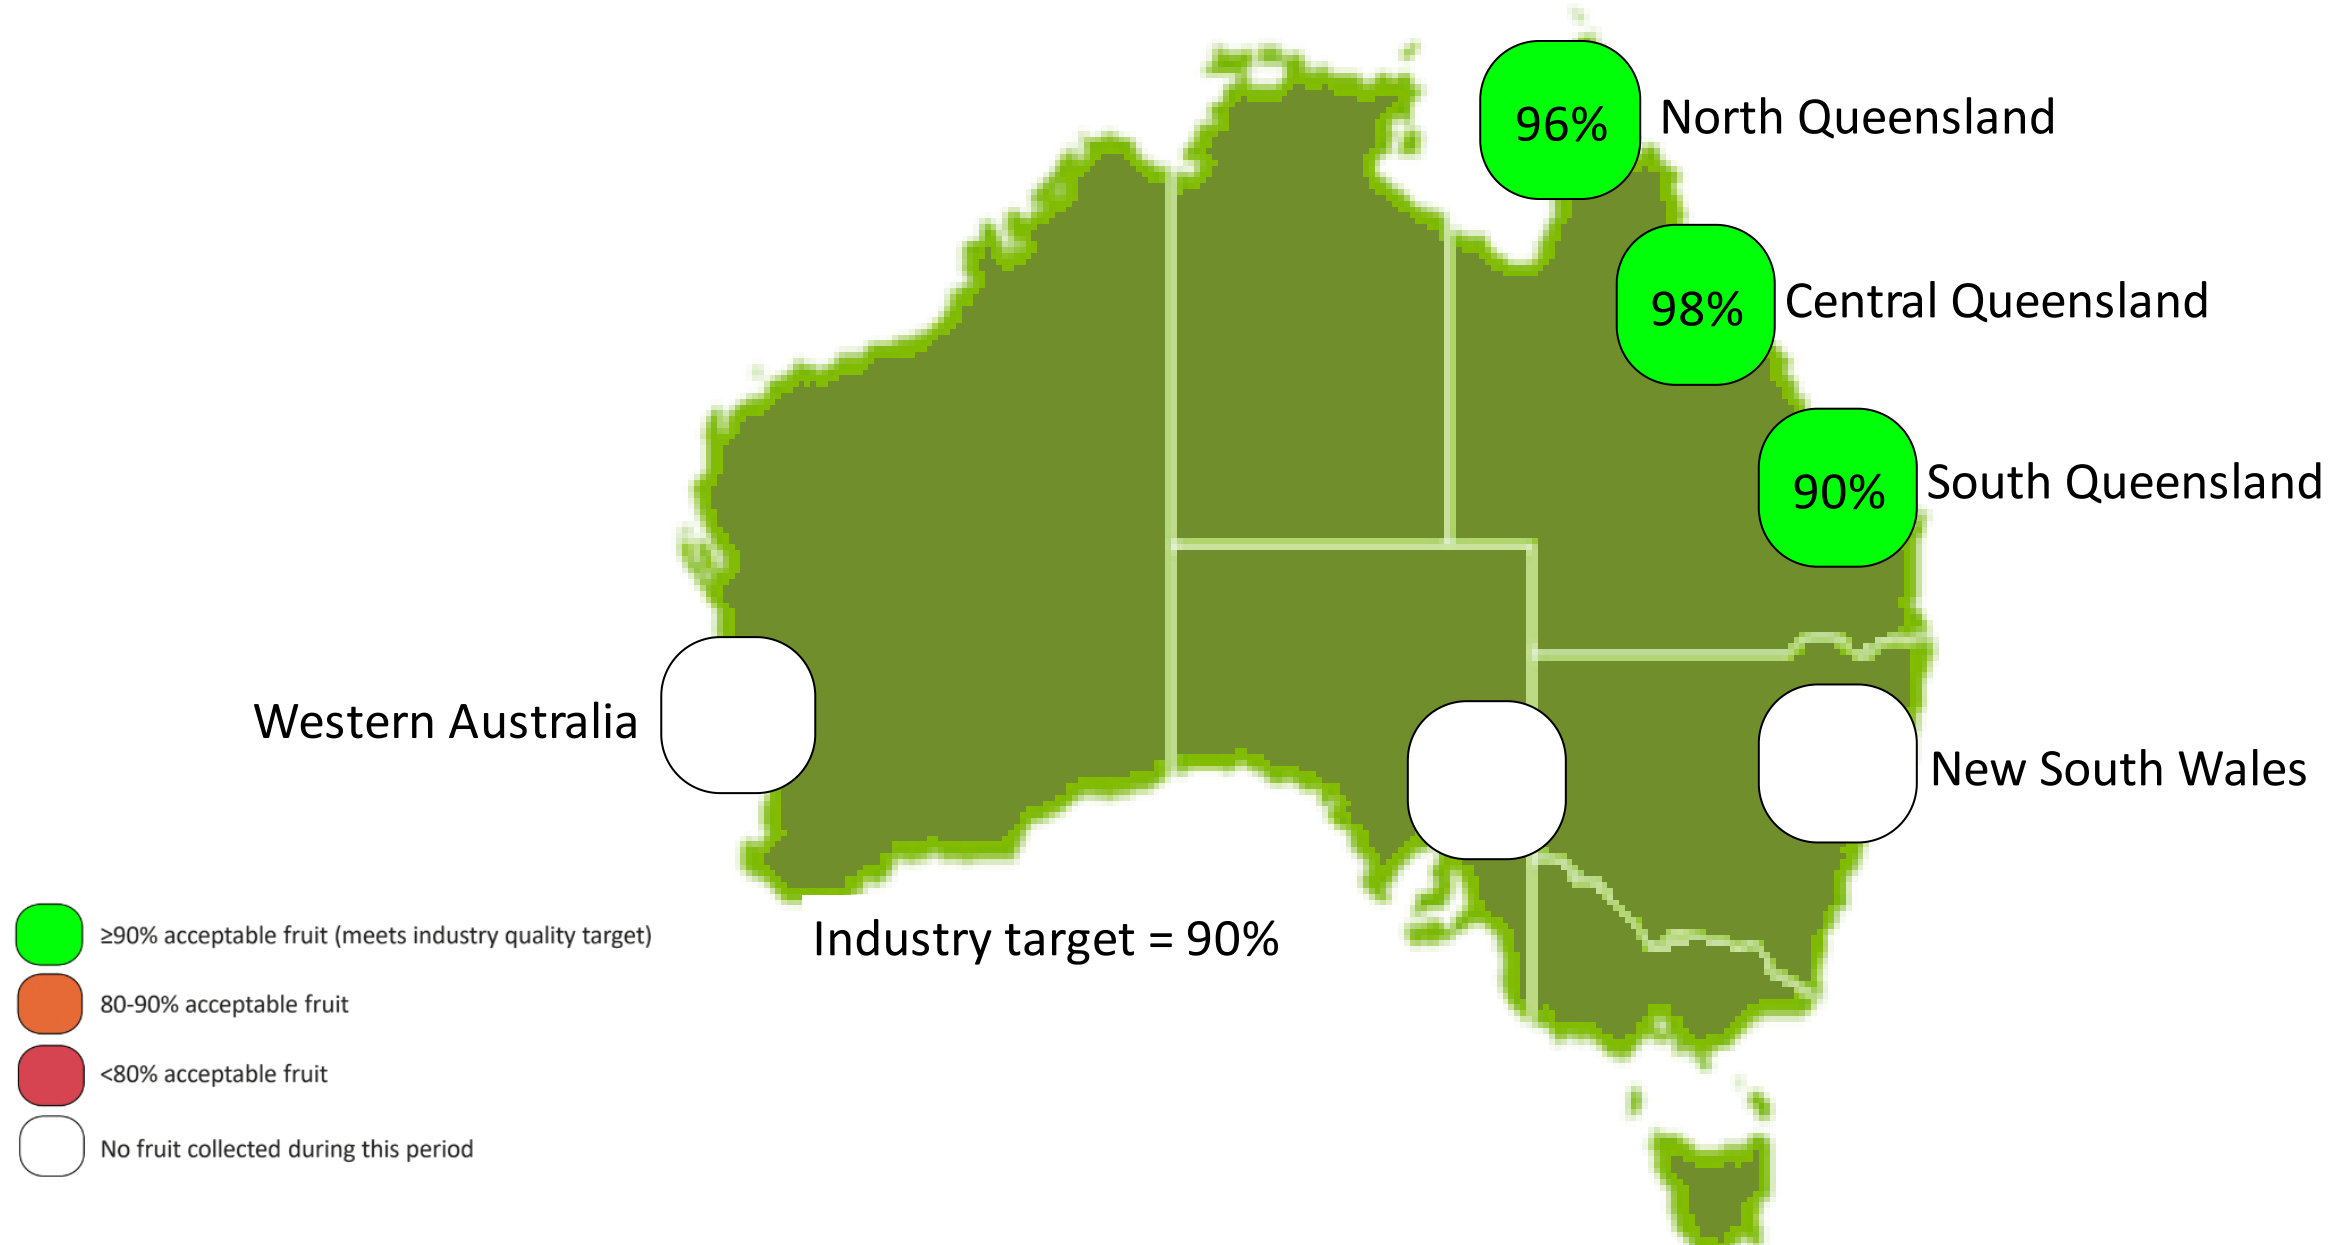 96%
North Queensland
98%
Central Queensland
90%
South Queensland
Western Australia
New South Wales
Industry target = 90%
≥90% acceptable fruit (meets industry quality target)
80-90% acceptable fruit
<80% acceptable fruit
No fruit collected during this period